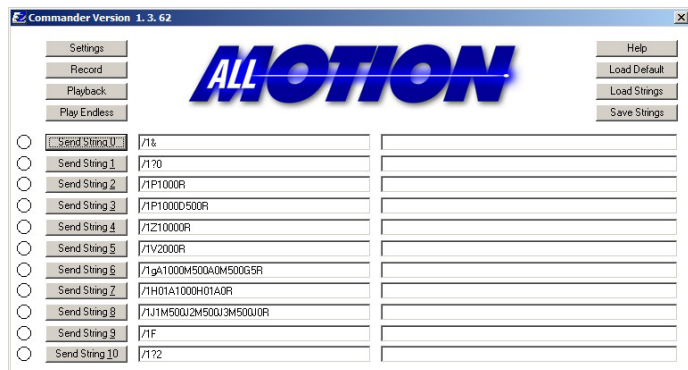 Commander Version 1. 3. 62
Settings
Record
Playback
Play Endless
ALL MOTION
Help
Load Default
Load Strings
Save Strings
Send String 0 /1&
Send String 1 /1?0
Send String 2 /1P1000R
Send String 3 /1P1000D500R
Send String 4 /1Z10000R
Send String 5 /1V2000R
Send String 6 /1gA1000M500A0M500G5R
Send String 7 /1H01A1000H01A0R
Send String 8 /1J1M500J2M500J3M500J0R
Send String 9 /1F
Send String 10 /1?2